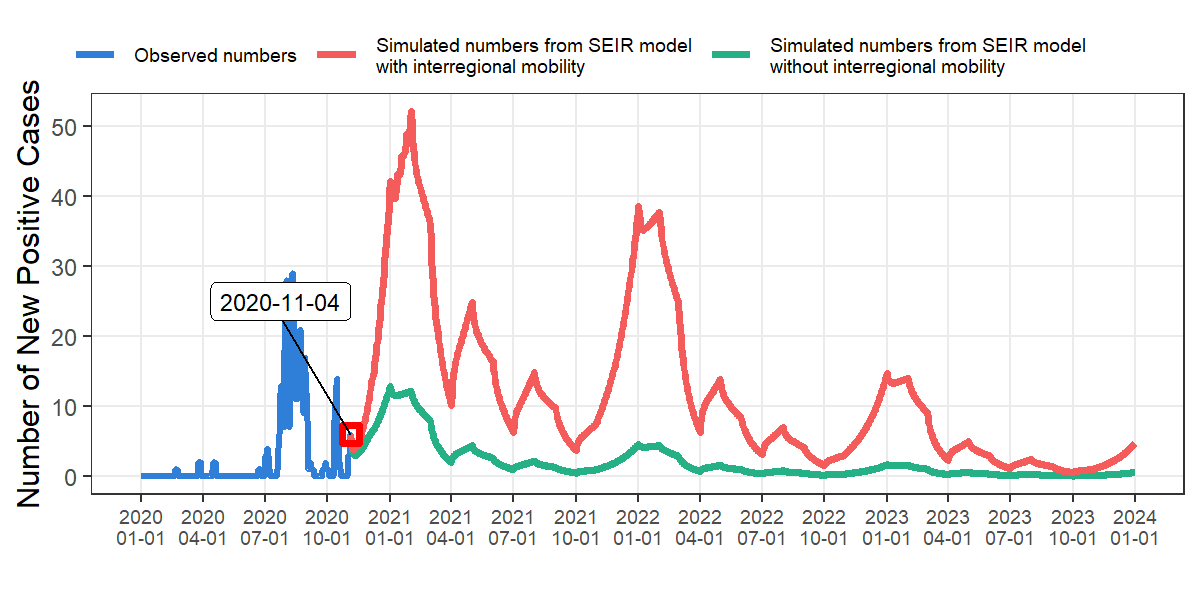 Observed numbers
Simulated numbers from SEIR model
with interregional mobility
Simulated numbers from SEIR model
without interregional mobility
Number of New Positive Cases
50
40
30
20
10
0
2020-11-04
2020 2020 2020 2020 2021 2021 2021 2021 2022 2022 2022 2022 2023 2023 2023 2023 2024
01-01 04-01 07-01 10-01 01-01 04-01 07-01 10-01 01-01 04-01 07-01 10-01 01-01 04-01 07-01 10-01 01-01